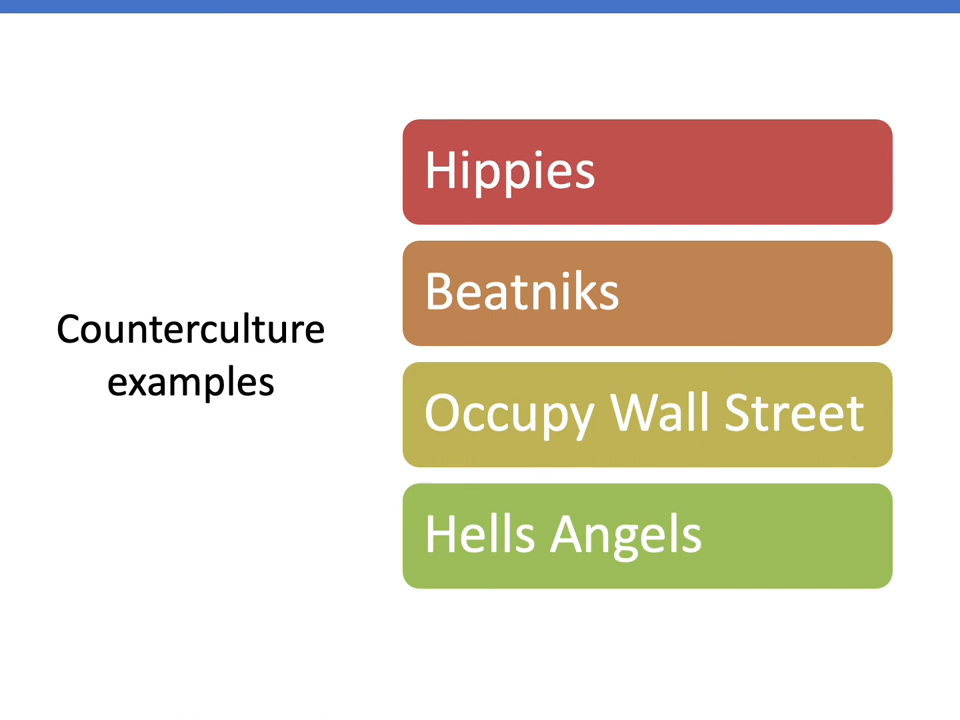 Counterculture
examples
Hippies
Beatniks
Occupy Wall Street
Hells Angels